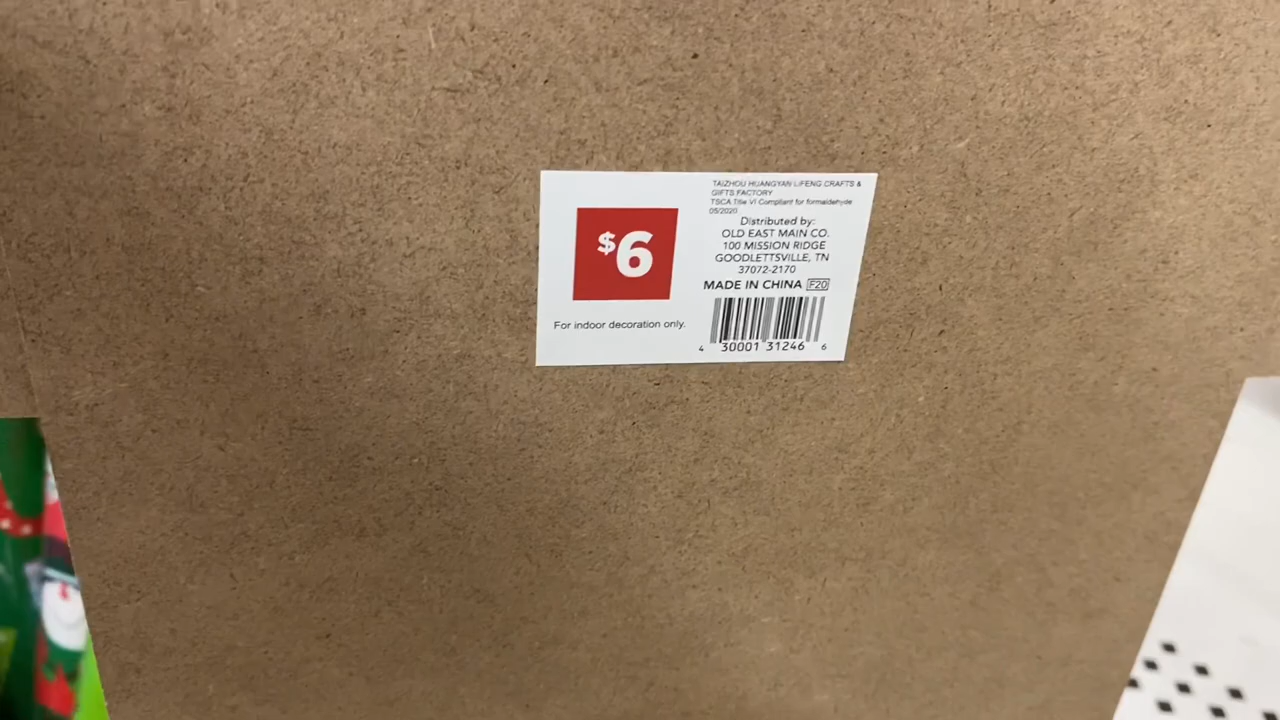 $6
For indoor decoration only.
TAIZHOU HUANGYAN LIFENG CRAFTS &
GIFTS FACTORY
TSCA Title VI Compliant for formaldehyde
05/2020
Distributed by:
OLD EAST MAIN CO.
100 MISSION RIDGE
GOODLETTSVILLE, TN
37072-2170
MADE IN CHINA F20
4 30001 31246 6